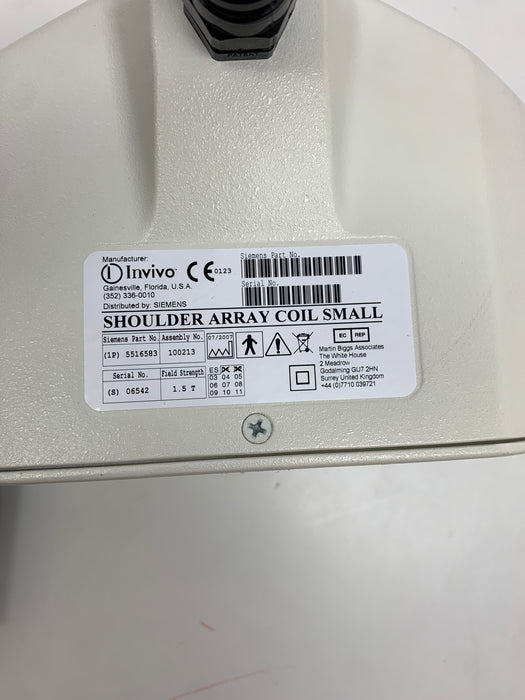 PATENT
Manufacturer:
Invivo CE 0123
Gainesville, Florida, U.S.A.
(352) 336-0010
Distributed by: SIEMENS
Siemens Part No.
Serial No.
SHOULDER ARRAY COIL SMALL
Siemens Part No. Assembly No. 07/2007
(1P) 5516583 100213
Serial No. Field Strength
(S) 06542 1.5 T
ES
03 04 05
06 07 08
09 10 11
EC REP
Martin Biggs Associates
The White House
2 Meadrow
Godalming GU7 2HN
Surrey United Kingdom
+44 (0)7710 039721